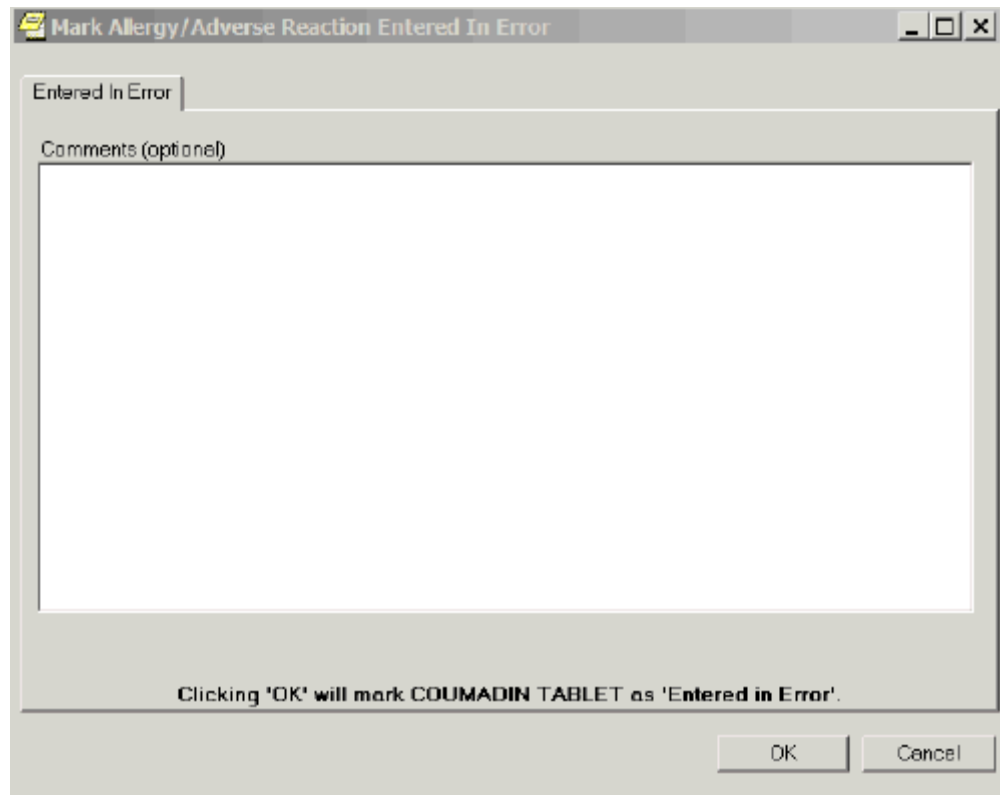 Mark Allergy/Adverse Reaction Entered In Error
Entered In Error
Comments (optional)
Clicking 'OK' will mark COUMADIN TABLET as 'Entered in Error'.
OK
Cancel